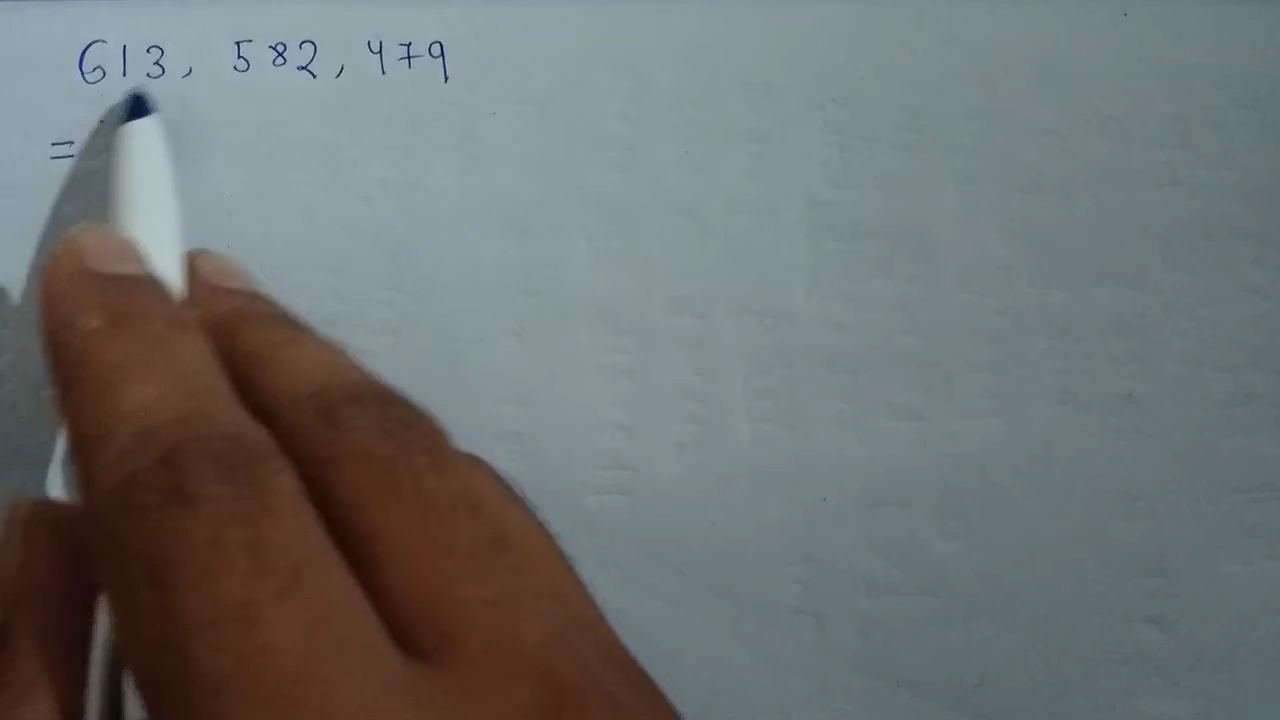 613, 582, 479
=